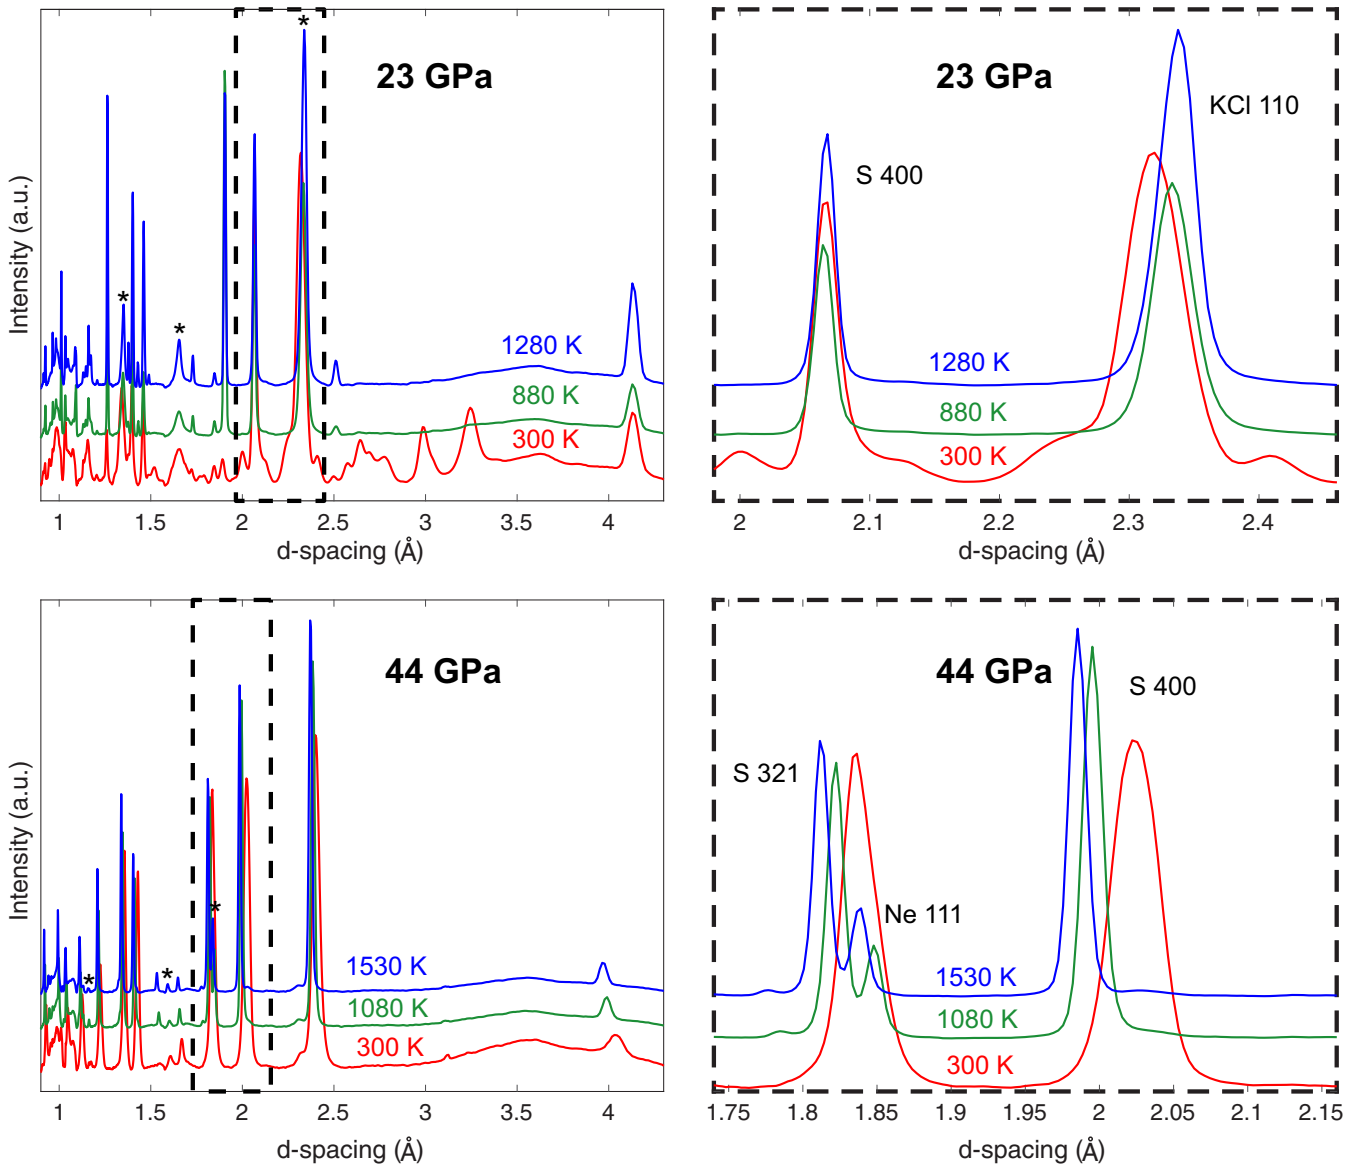 *
23 GPa
*
*
1280 K
880 K
300 K
Intensity (a.u.)
1 1.5 2 2.5 3 3.5 4
d-spacing (Å)
23 GPa
KCl 110
S 400
1280 K
880 K
300 K
2 2.1 2.2 2.3 2.4
d-spacing (Å)
44 GPa
*
*
*
1530 K
1080 K
300 K
Intensity (a.u.)
1 1.5 2 2.5 3 3.5 4
d-spacing (Å)
44 GPa
S 400
S 321
Ne 111
1530 K
1080 K
300 K
1.75 1.8 1.85 1.9 1.95 2 2.05 2.1 2.15
d-spacing (Å)